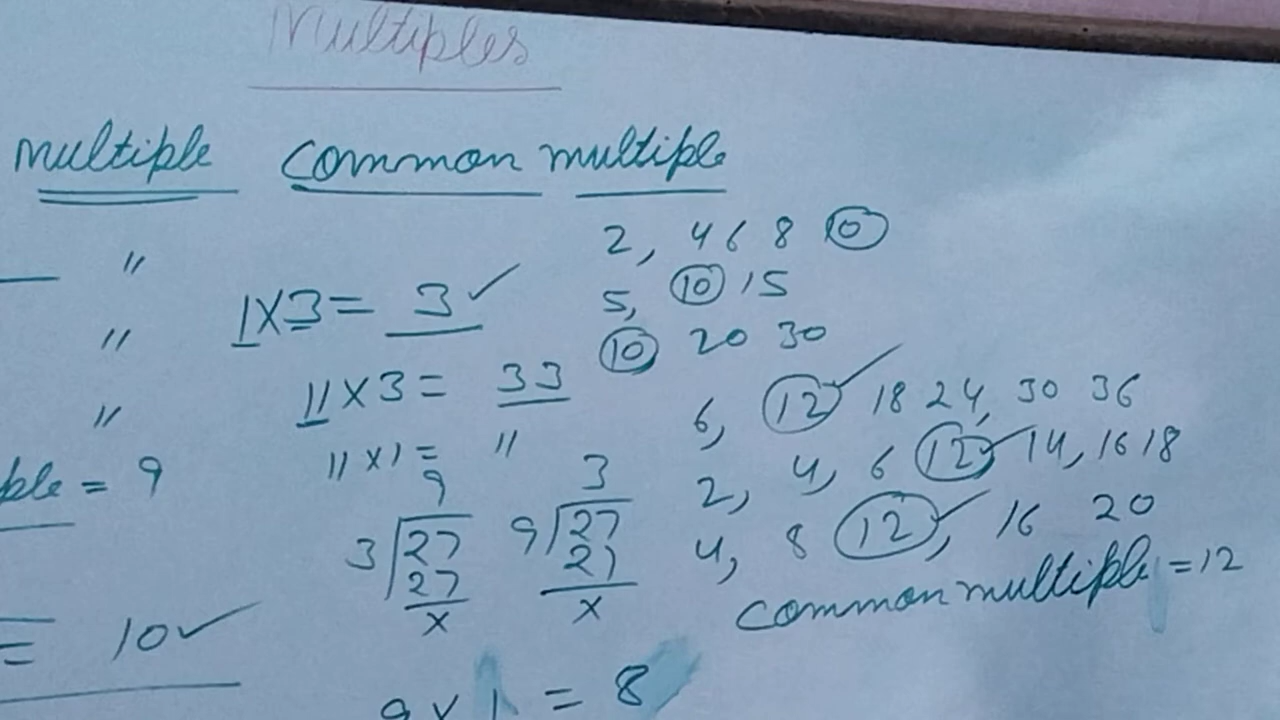 Multiples
multiple common multiple
2, 4 6 8 10
" 5, 10 15
1X3 = 3 ✓
" 10 20 30
11 X 3 = 33
" 6, 12 ✓ 18 24, 30 36
11 X 1 = "
ple = 9 2, 4, 6 12 ✓ 14, 16 18
9 3
3 27 9 27 4, 8 12 ✓, 16 20
27 27
x x common multiple = 12
= 10 ✓
X 1 = 8